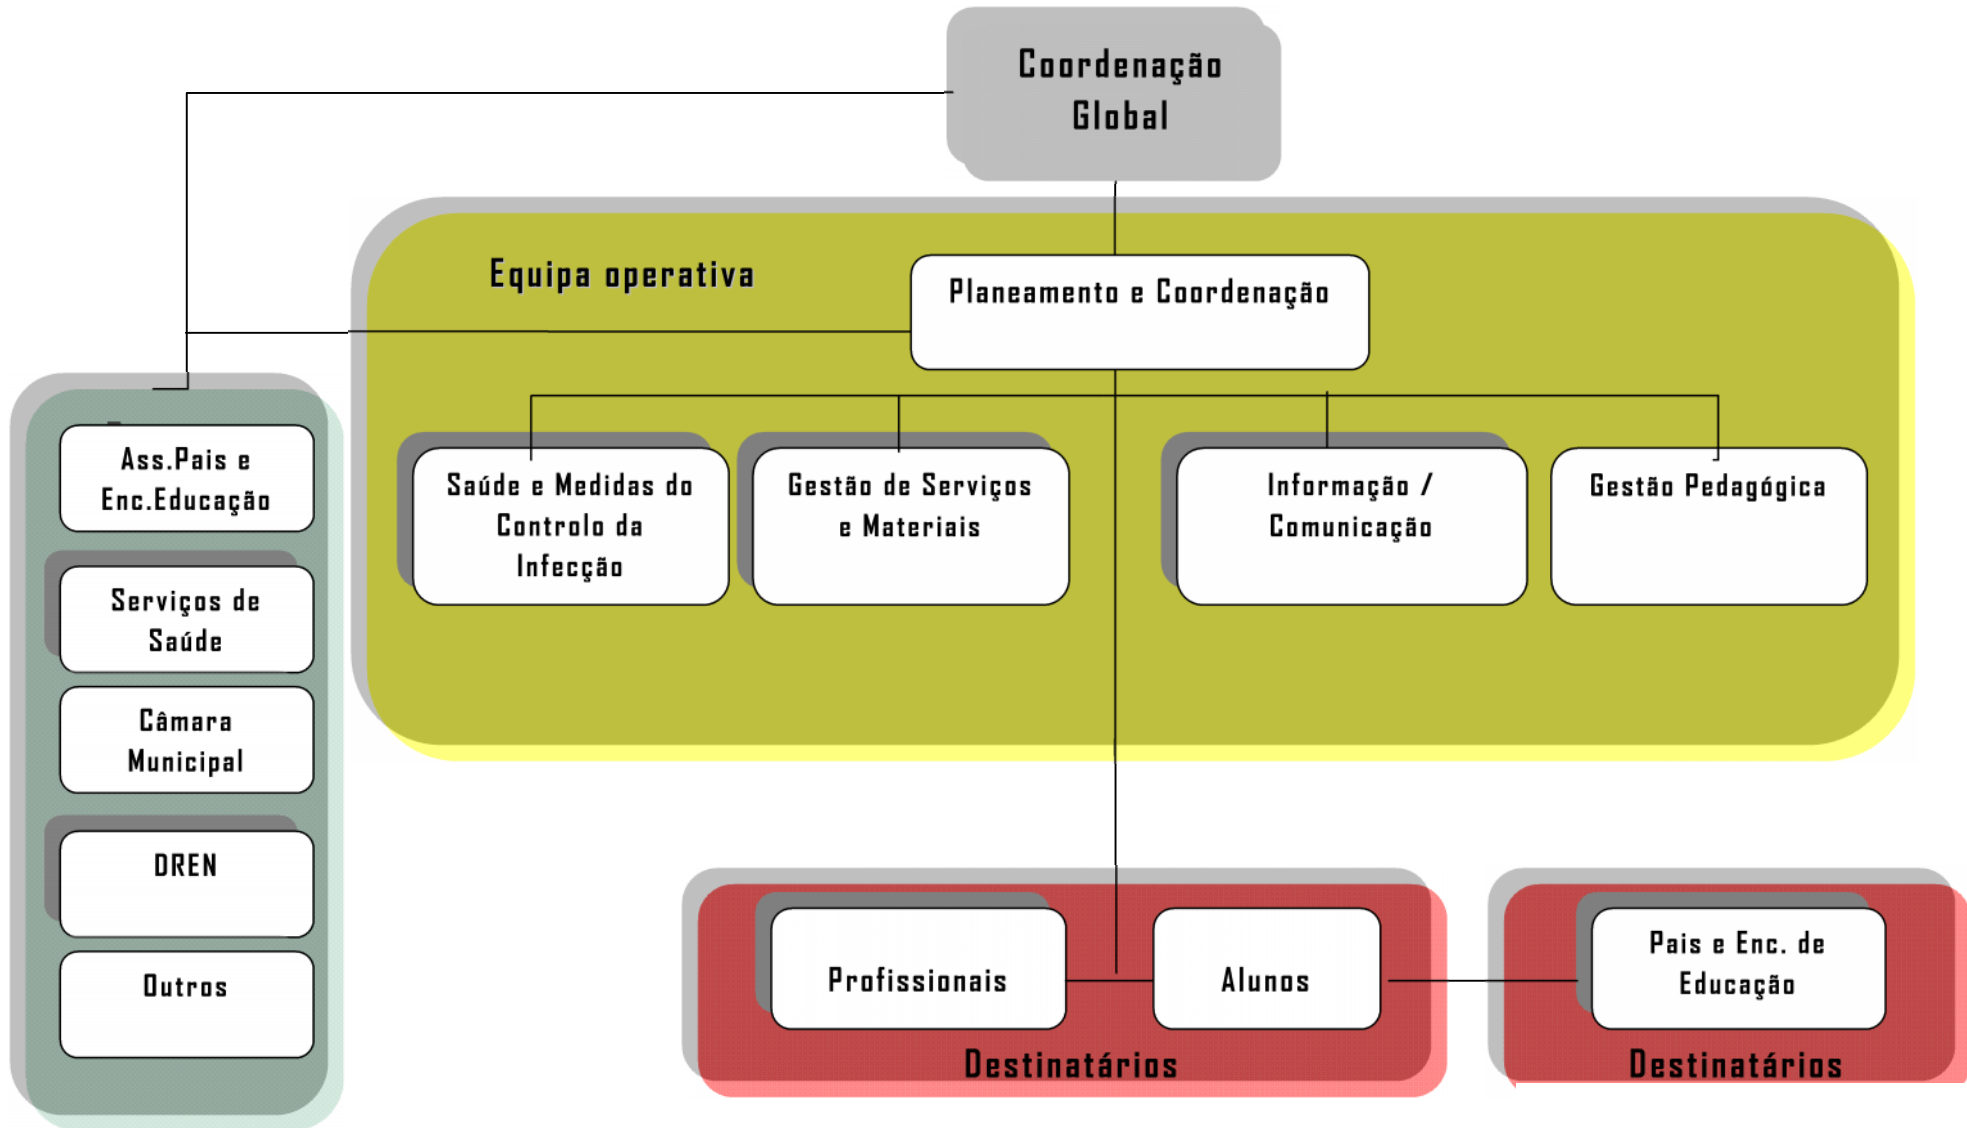 Coordenação
Global
Equipa operativa
Planeamento e Coordenação
Ass.Pais e
Enc.Educação
Serviços de
Saúde
Câmara
Municipal
DREN
Outros
Saúde e Medidas do
Controlo da
Infecção
Gestão de Serviços
e Materiais
Informação /
Comunicação
Gestão Pedagógica
Profissionais
Alunos
Destinatários
Pais e Enc. de
Educação
Destinatários